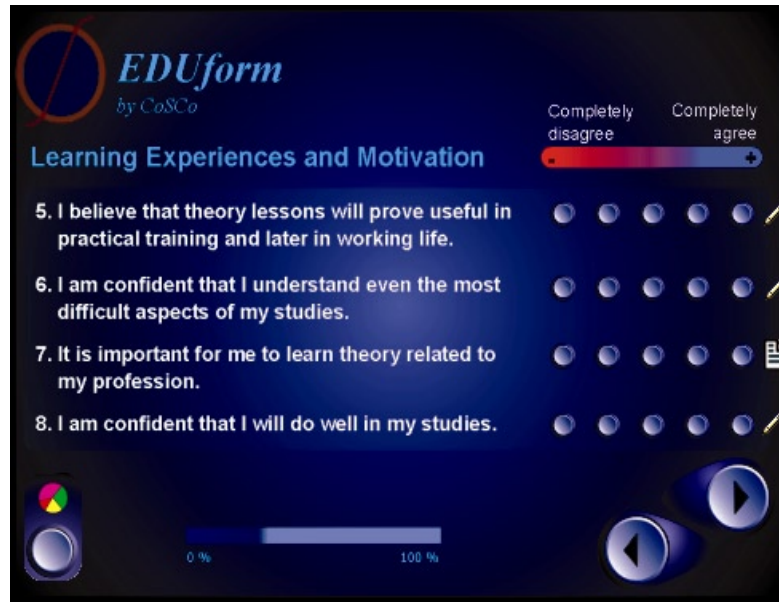 EDUform
by CoSCo
Completely disagree
Completely agree
- +
Learning Experiences and Motivation
5. I believe that theory lessons will prove useful in
practical training and later in working life.
6. I am confident that I understand even the most
difficult aspects of my studies.
7. It is important for me to learn theory related to
my profession.
8. I am confident that I will do well in my studies.
0 % 100 %